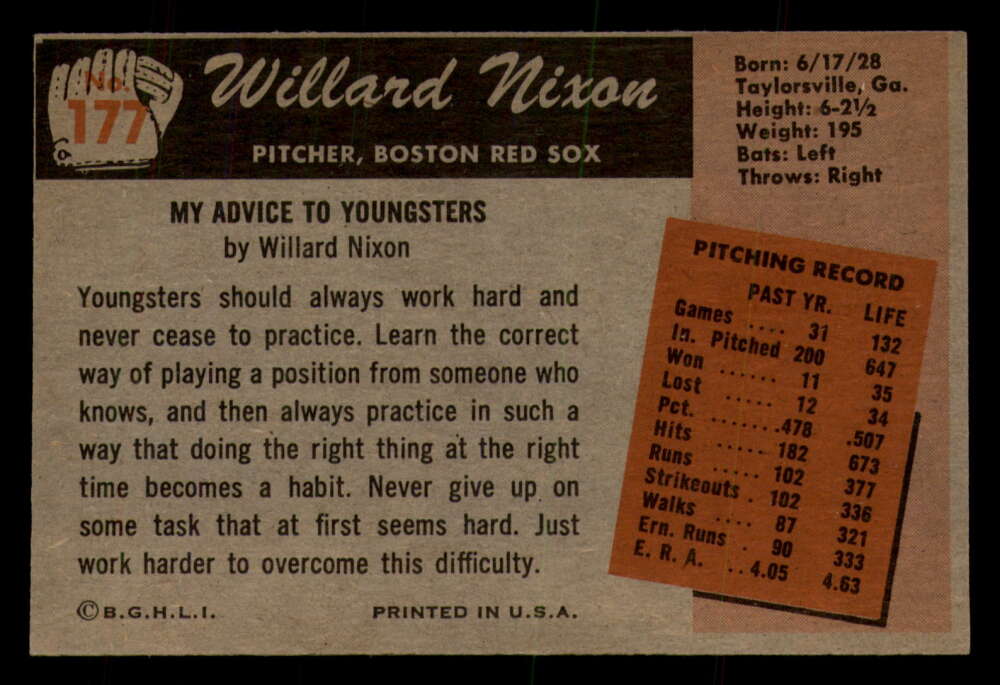 No.
177
Willard Nixon
PITCHER, BOSTON RED SOX
Born: 6/17/28
Taylorsville, Ga.
Height: 6-2½
Weight: 195
Bats: Left
Throws: Right
MY ADVICE TO YOUNGSTERS
by Willard Nixon
Youngsters should always work hard and
never cease to practice. Learn the correct
way of playing a position from someone who
knows, and then always practice in such a
way that doing the right thing at the right
time becomes a habit. Never give up on
some task that at first seems hard. Just
work harder to overcome this difficulty.
©B.G.H.L.I. PRINTED IN U.S.A.
PITCHING RECORD
PAST YR. LIFE
Games .... 31 132
In. Pitched 200 647
Won ...... 11 35
Lost ..... 12 34
Pct. .......478 .507
Hits ...... 182 673
Runs ..... 102 377
Strikeouts . 102 336
Walks .... 87 321
Ern. Runs . 90 333
E. R. A. ..4.05 4.63